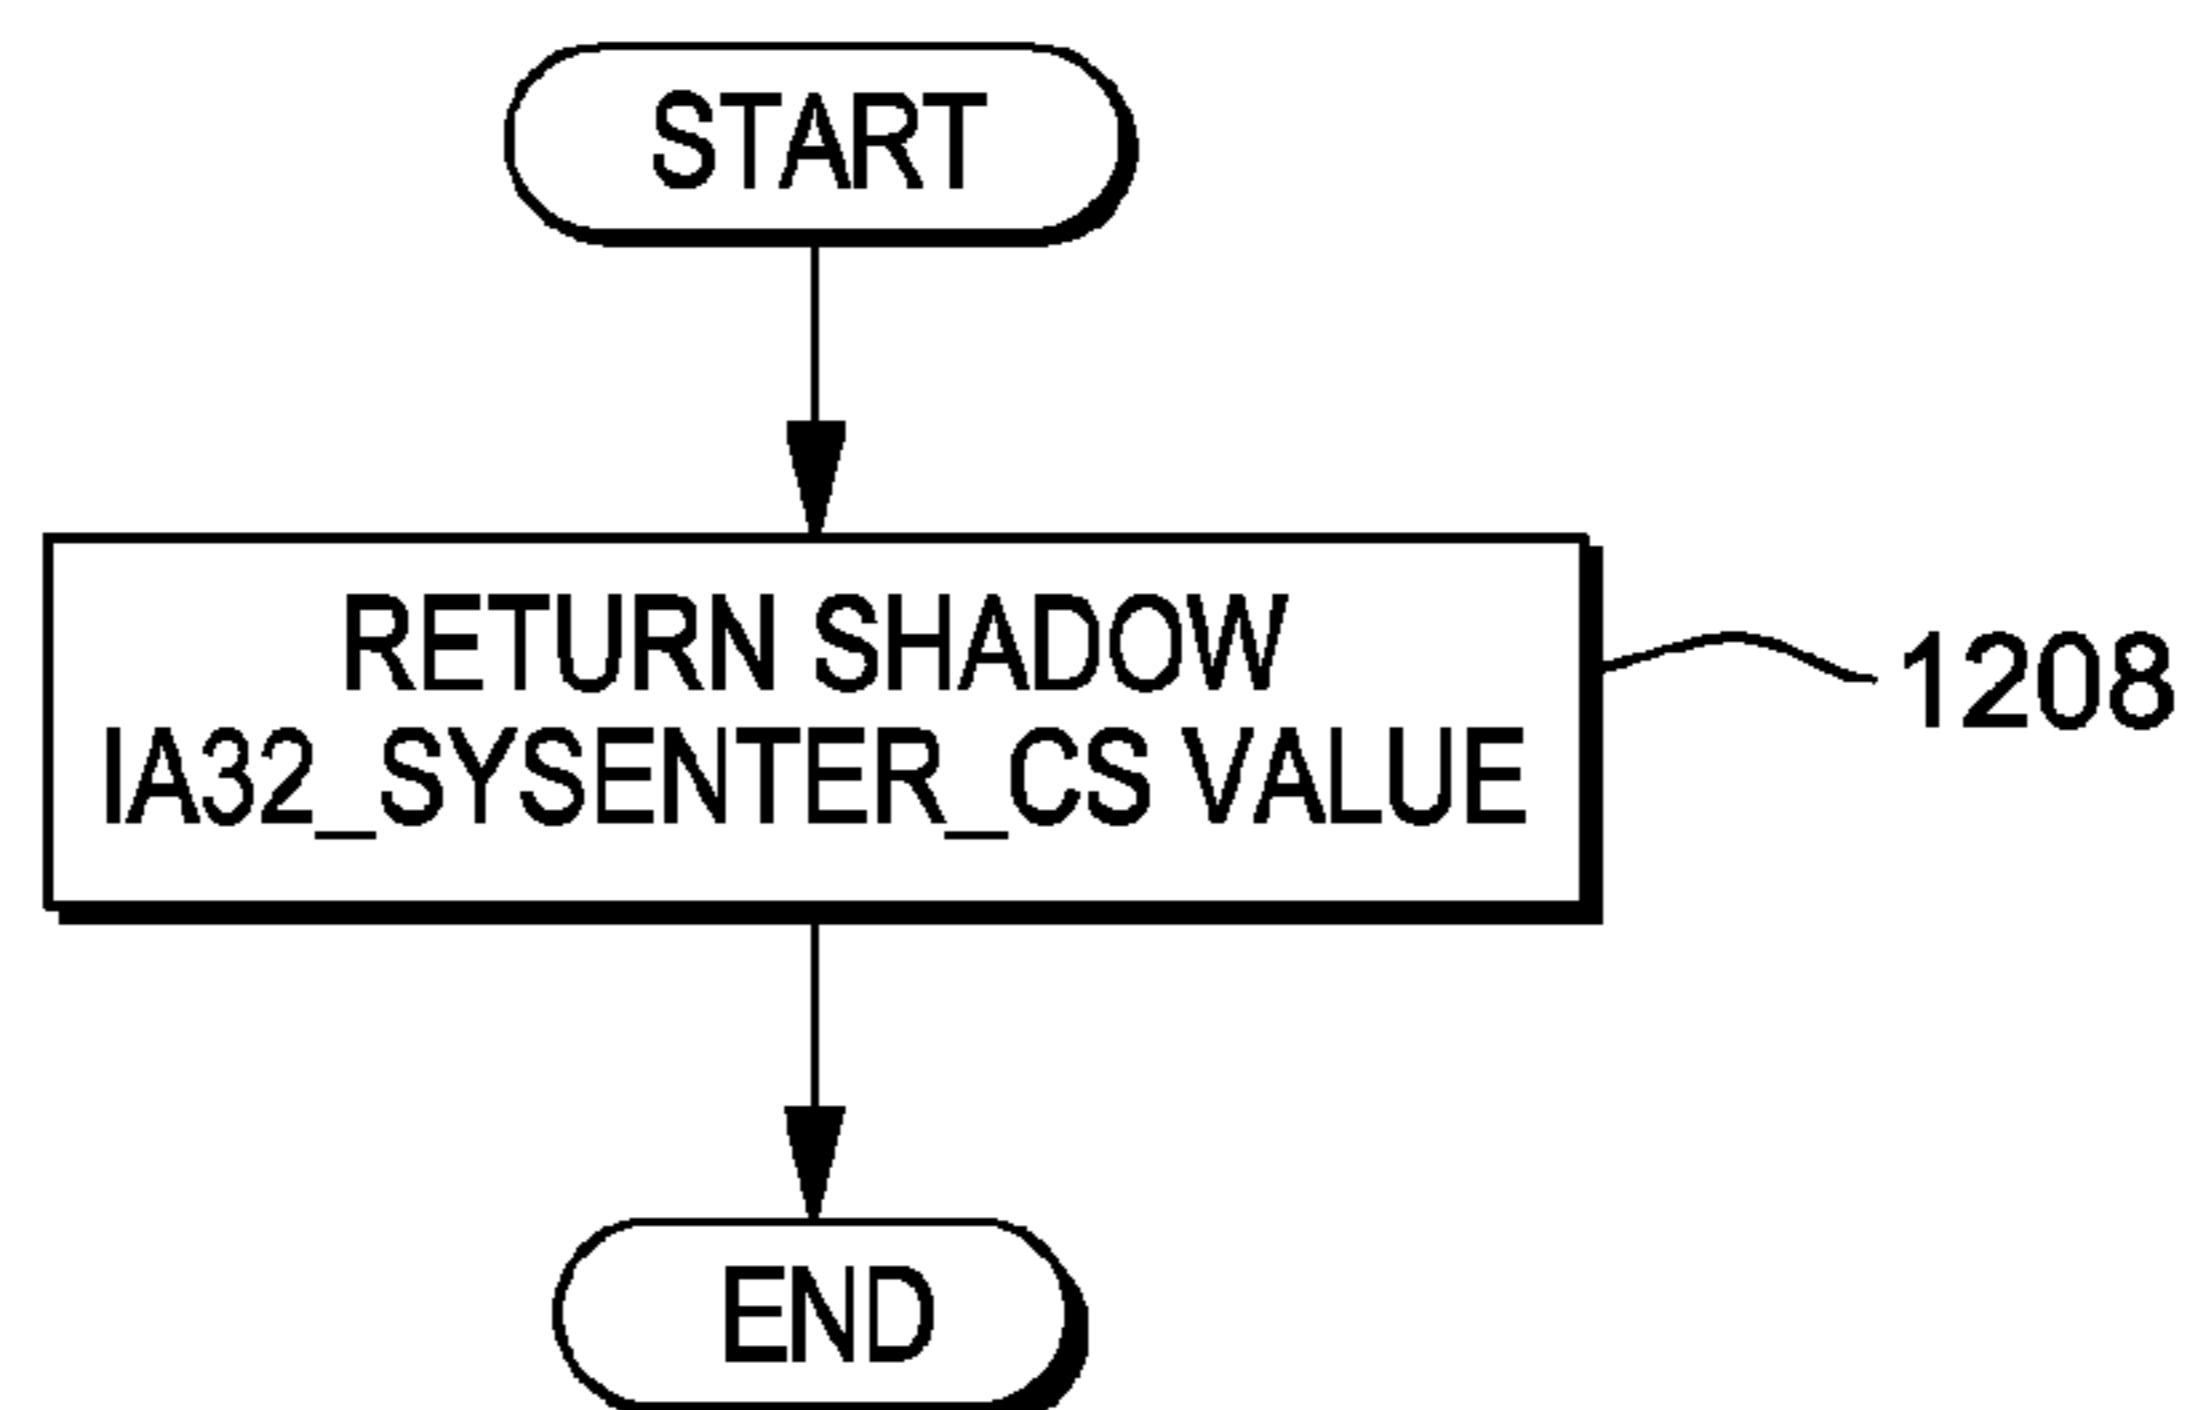 START
RETURN SHADOW
IA32_SYSENTER_CS VALUE
1208
END